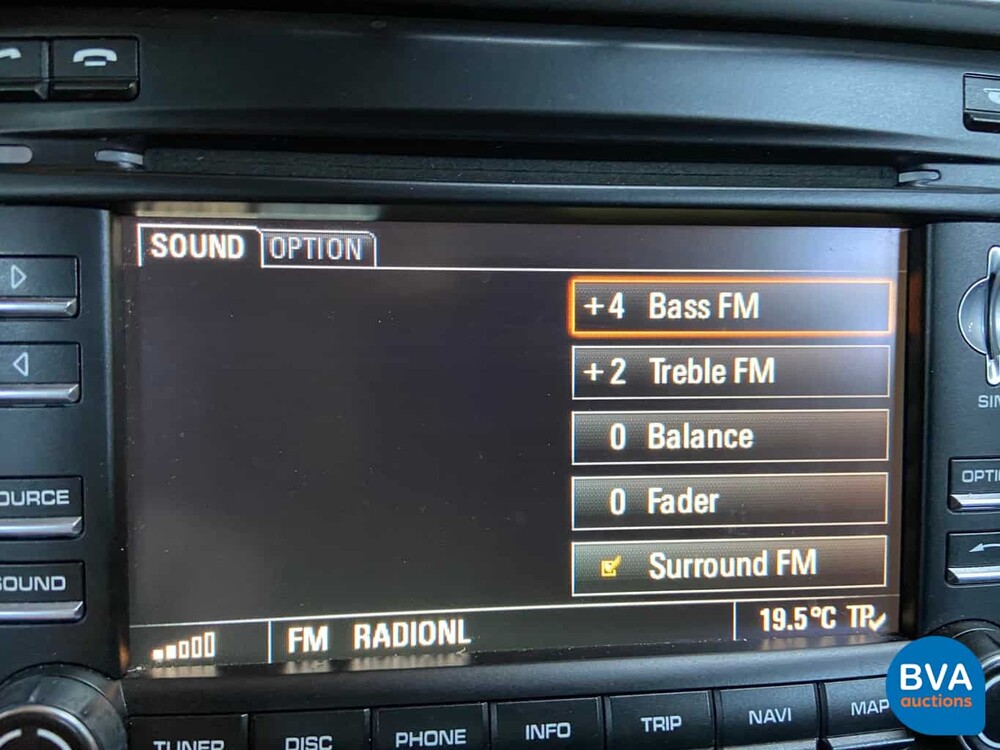 SOUND OPTION
+4 Bass FM
+2 Treble FM
0 Balance
0 Fader
Surround FM
OURCE
SOUND
OPTI
SIM
FM RADIONL
19.5°C TP
BVA
auctions
TUNER DISC PHONE INFO TRIP NAVI MAP